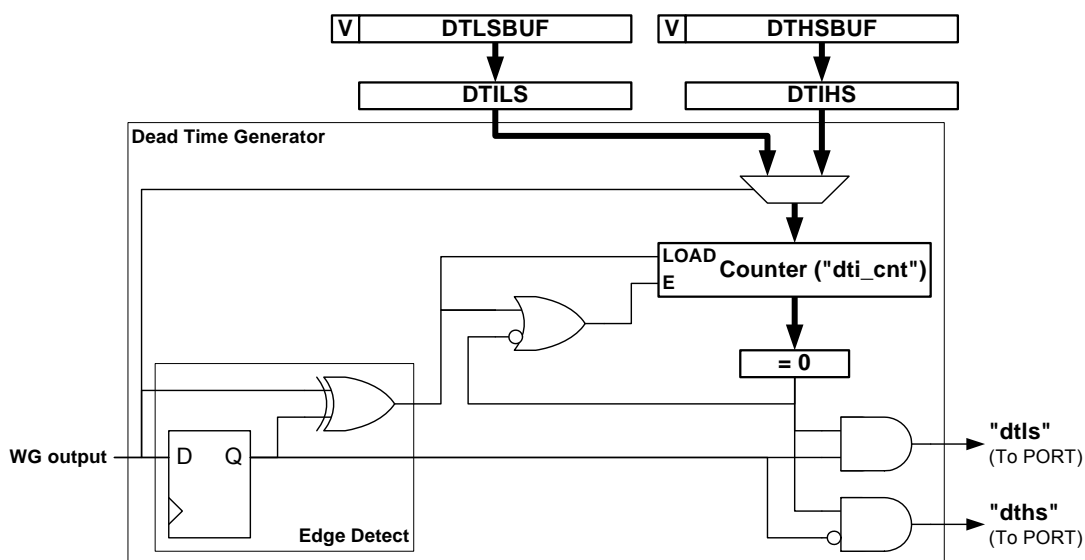 V DTLSBUF V DTHSBUF
DTILS DTIHS
Dead Time Generator
LOAD
Counter ("dti_cnt")
E
= 0
"dtls"
(To PORT)
WG output
D Q
"dths"
(To PORT)
Edge Detect